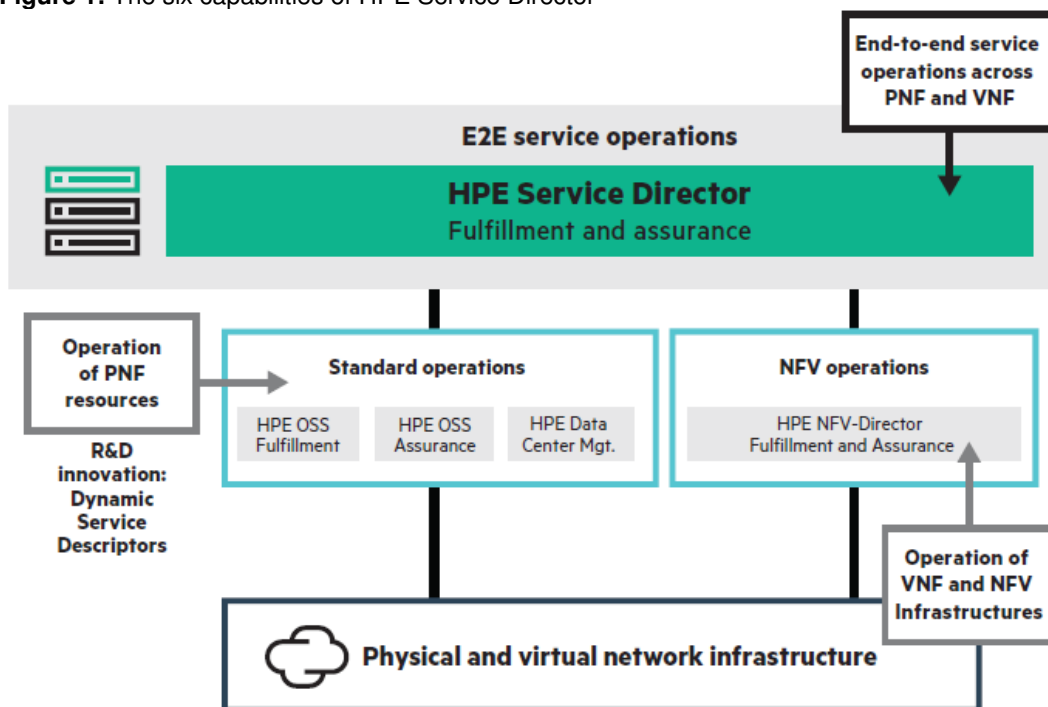 Figure 1: The six capabilities of HPE Service Director
End-to-end service
operations across
PNF and VNF
E2E service operations
HPE Service Director
Fulfillment and assurance
Operation
of PNF
resources
R&D
innovation:
Dynamic
Service
Descriptors
Standard operations
HPE OSS
Fulfillment
HPE OSS
Assurance
HPE Data
Center Mgt.
NFV operations
HPE NFV-Director
Fulfillment and Assurance
Operation of
VNF and NFV
Infrastructures
Physical and virtual network infrastructure